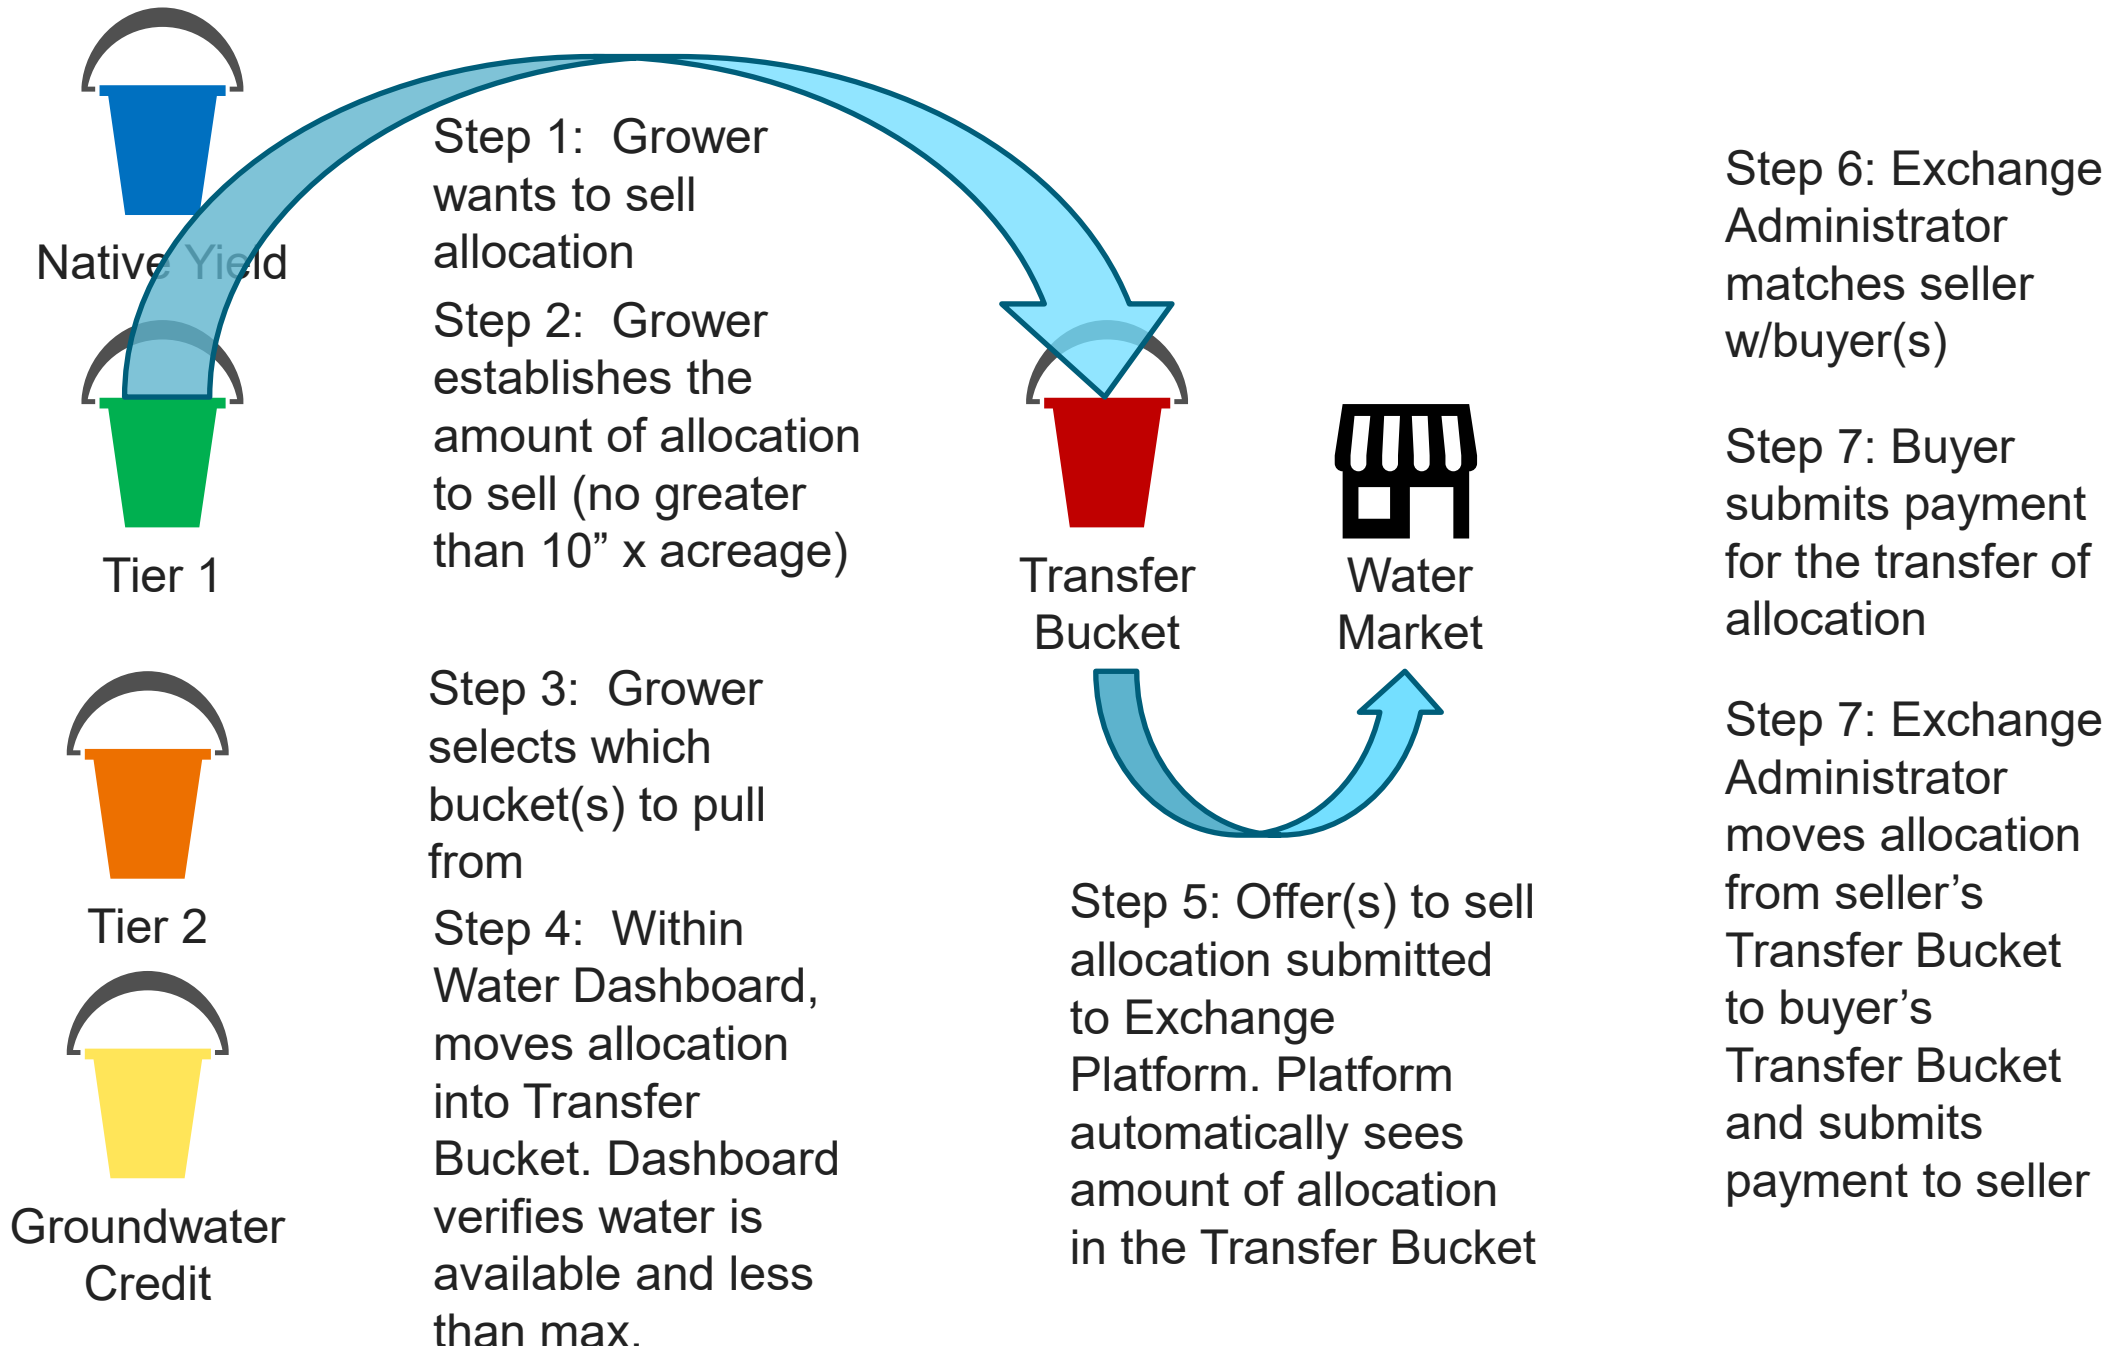 Native Yield
Tier 1
Tier 2
Groundwater
Credit
Step 1:  Grower
wants to sell
allocation
Step 2:  Grower
establishes the
amount of allocation
to sell (no greater
than 10” x acreage)
Step 3:  Grower
selects which
bucket(s) to pull
from
Step 4:  Within
Water Dashboard,
moves allocation
into Transfer
Bucket. Dashboard
verifies water is
available and less
than max.
Transfer
Bucket
Water
Market
Step 5: Offer(s) to sell
allocation submitted
to Exchange
Platform. Platform
automatically sees
amount of allocation
in the Transfer Bucket
Step 6: Exchange
Administrator
matches seller
w/buyer(s)
Step 7: Buyer
submits payment
for the transfer of
allocation
Step 7: Exchange
Administrator
moves allocation
from seller’s
Transfer Bucket
to buyer’s
Transfer Bucket
and submits
payment to seller